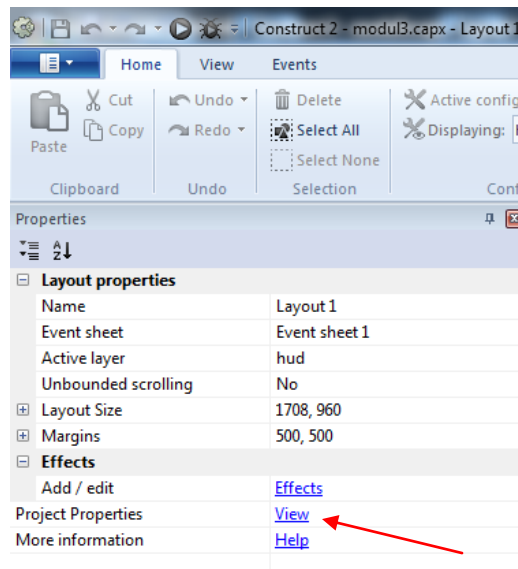 Construct 2 - modul3.capx - Layout 1
Home View Events
Paste
Cut
Copy
Clipboard
Undo
Redo
Undo
Delete
Select All
Select None
Selection
Active config
Displaying:
Conf
Properties
Layout properties
Name Layout 1
Event sheet Event sheet 1
Active layer hud
Unbounded scrolling No
Layout Size 1708, 960
Margins 500, 500
Effects
Add / edit Effects
Project Properties View
More information Help